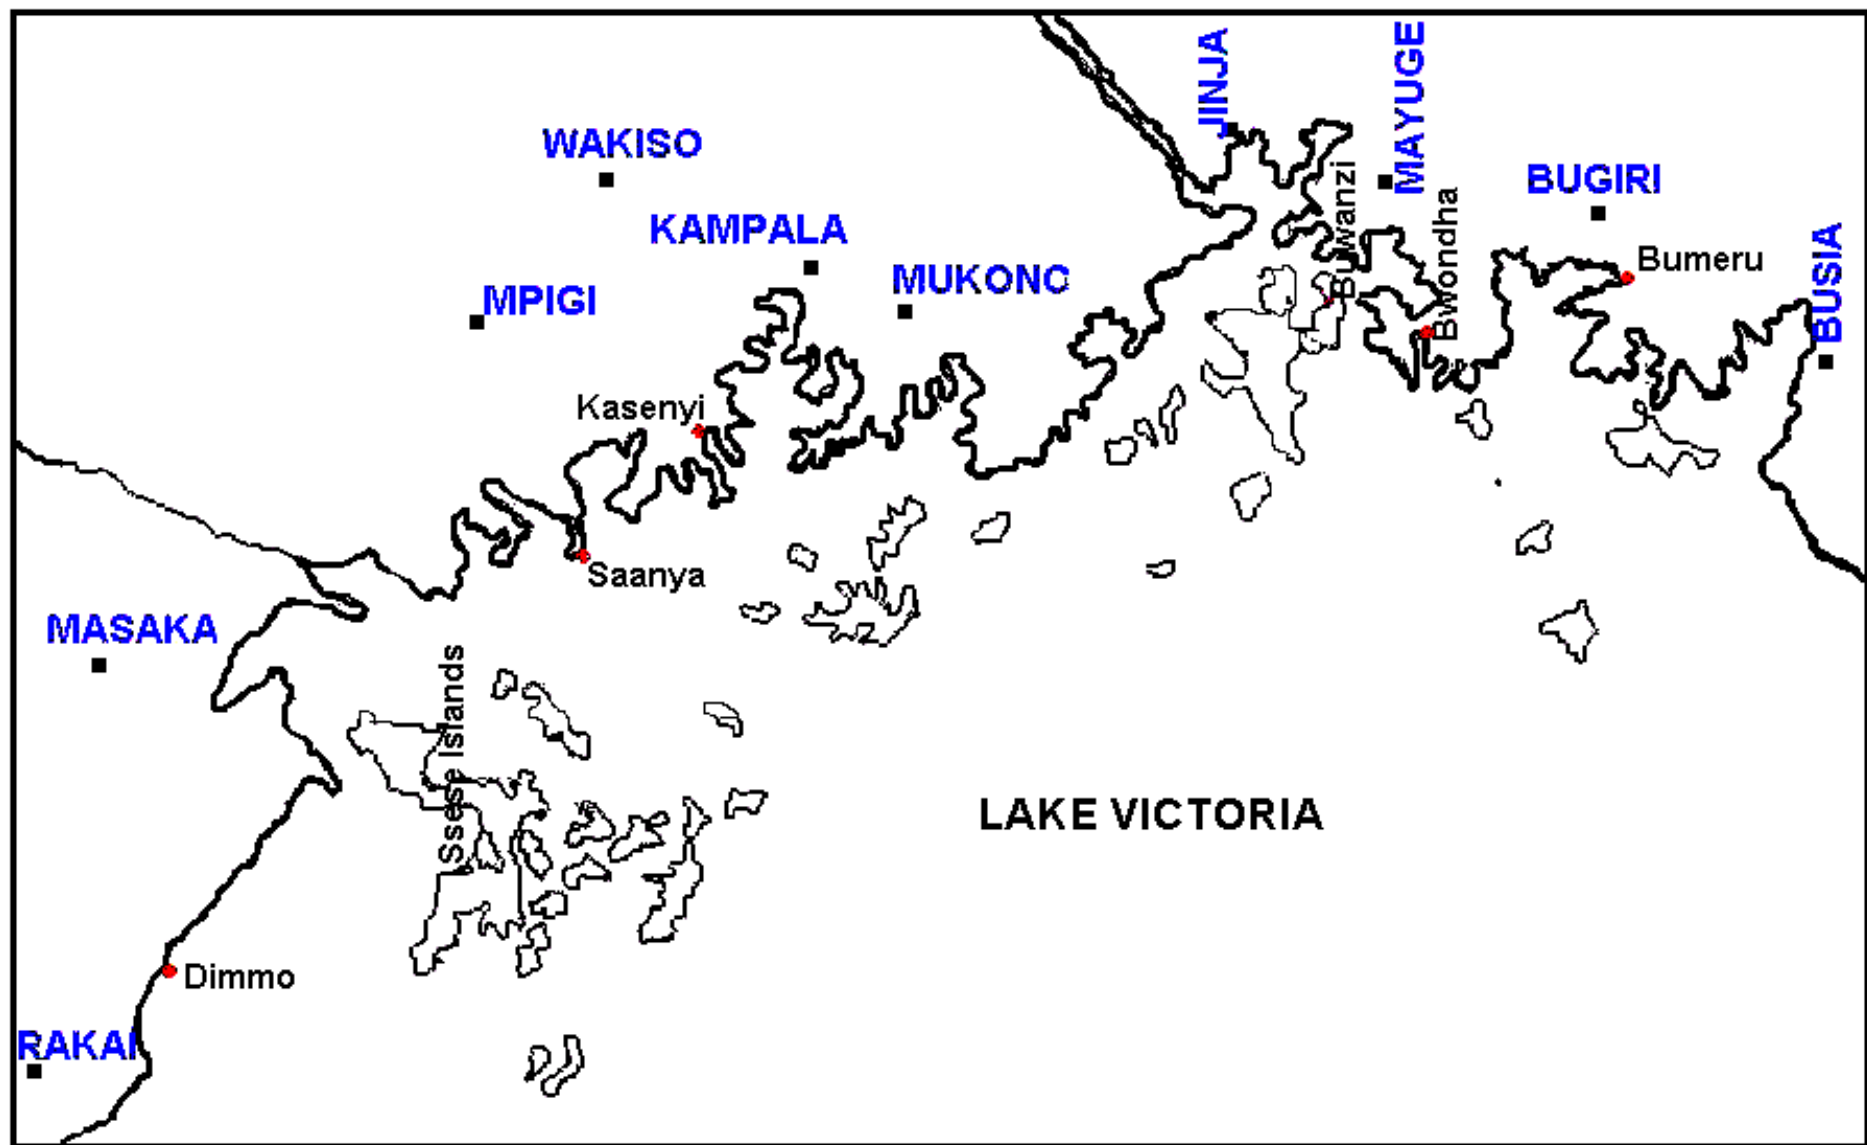 JINJA
MAYUGE
WAKISO
Buwanzi
BUGIRI
KAMPALA
Bwondha
BUSIA
Bumeru
MPIGI
MUKONO
Kasenyi
Saanya
MASAKA
Ssese Islands
LAKE VICTORIA
Dimmo
RAKAI